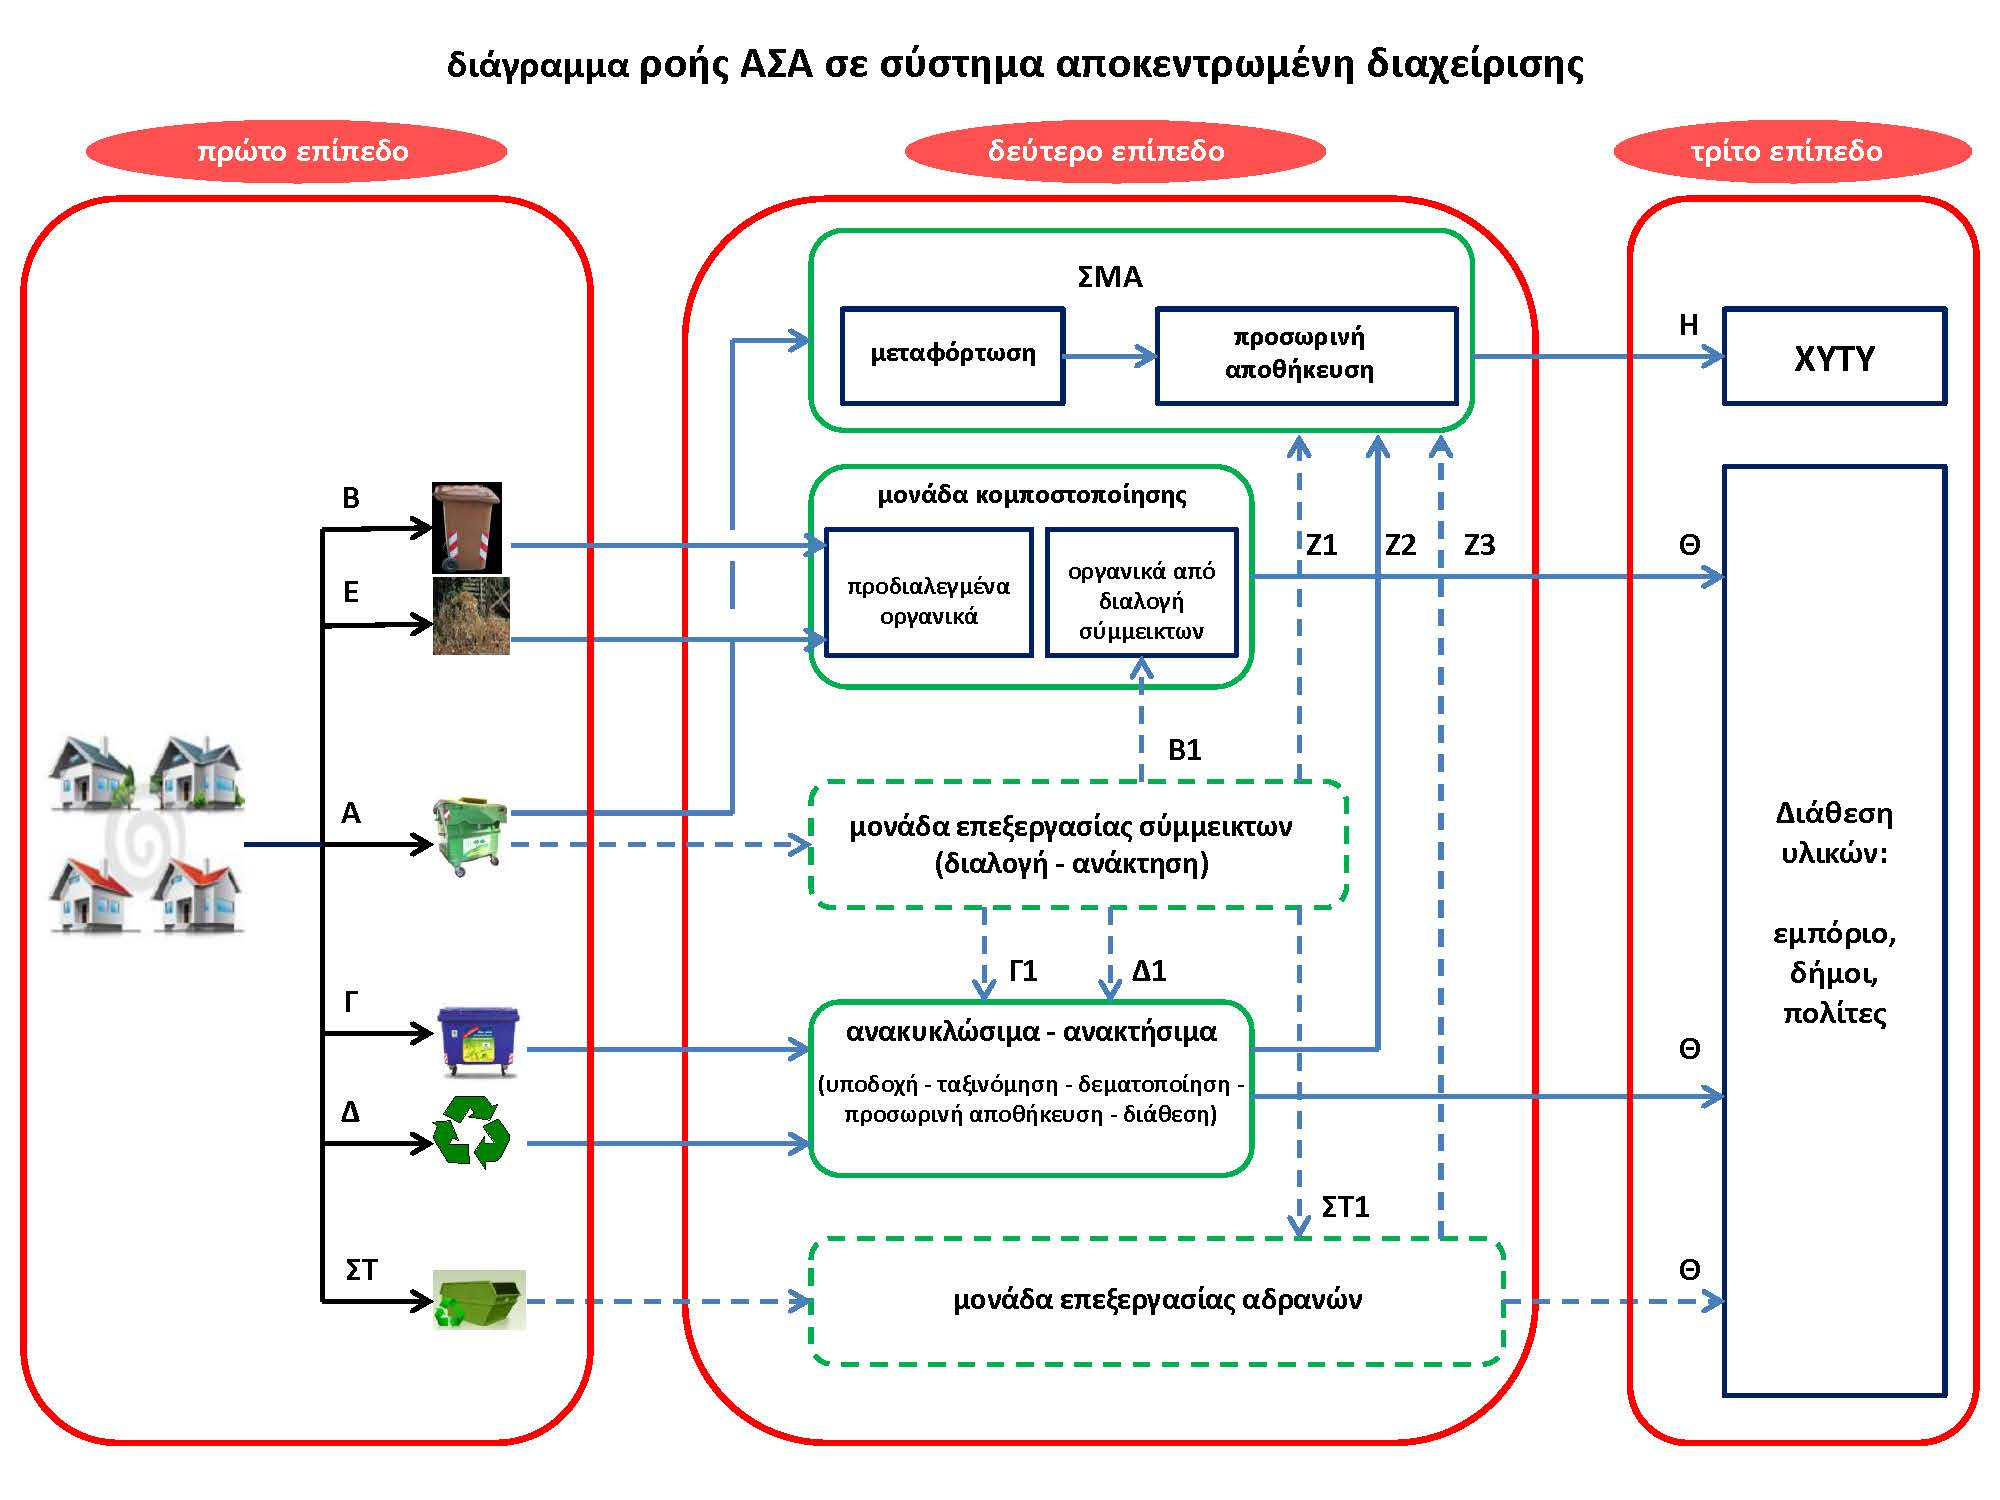 διάγραμμα ροής ΑΣΑ σε σύστημα αποκεντρωμένη διαχείρισης
πρώτο επίπεδο
δεύτερο επίπεδο
τρίτο επίπεδο
ΣΜΑ
μεταφόρτωση
προσωρινή
αποθήκευση
Η
ΧΥΤΥ
Β
Ε
Α
Γ
Δ
ΣΤ
μονάδα κομποστοποίησης
προδιαλεγμένα
οργανικά
οργανικά από
διαλογή
σύμμεικτων
Ζ1
Ζ2
Ζ3
Θ
Β1
μονάδα επεξεργασίας σύμμεικτων
(διαλογή - ανάκτηση)
Γ1
Δ1
ανακυκλώσιμα - ανακτήσιμα
(υποδοχή - ταξινόμηση - δεματοποίηση -
προσωρινή αποθήκευση - διάθεση)
Θ
ΣΤ1
μονάδα επεξεργασίας αδρανών
Θ
Διάθεση
υλικών:
εμπόριο,
δήμοι,
πολίτες